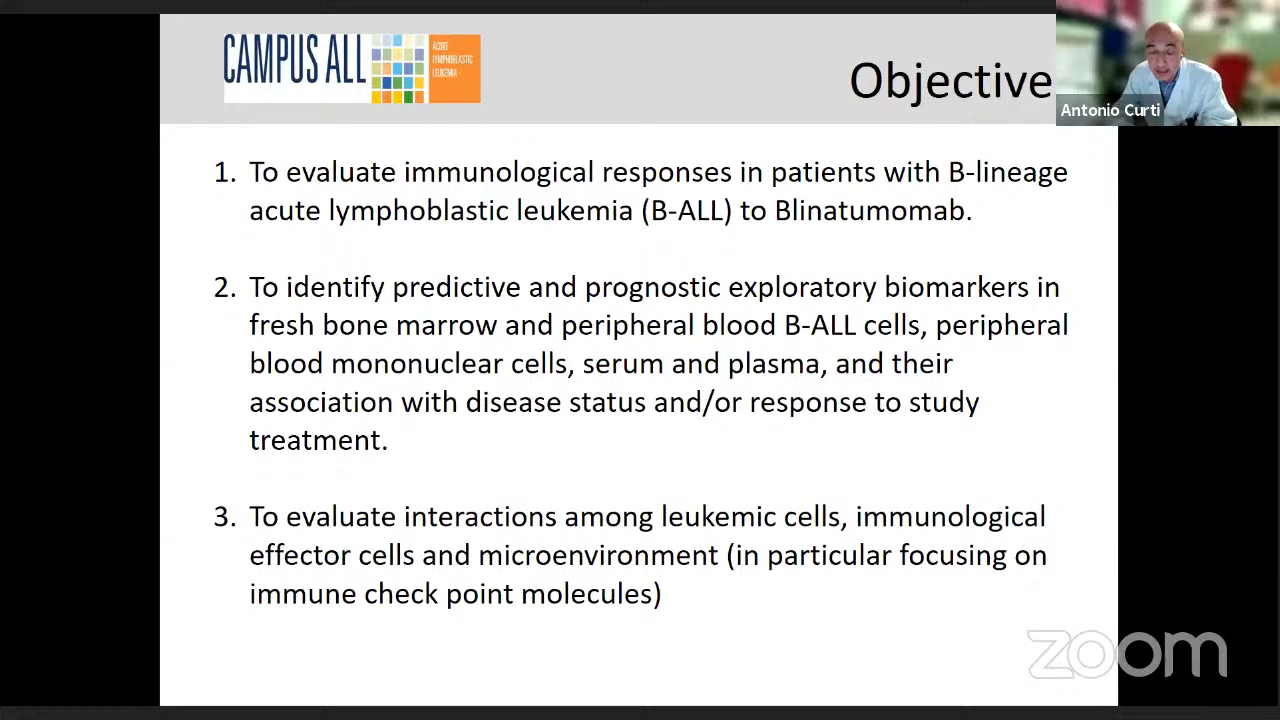 CAMPUS ALL
ACUTE
LYMPHOBLASTIC
LEUKEMIA
Objective
Antonio Curti
1. To evaluate immunological responses in patients with B-lineage
acute lymphoblastic leukemia (B-ALL) to Blinatumomab.
2. To identify predictive and prognostic exploratory biomarkers in
fresh bone marrow and peripheral blood B-ALL cells, peripheral
blood mononuclear cells, serum and plasma, and their
association with disease status and/or response to study
treatment.
3. To evaluate interactions among leukemic cells, immunological
effector cells and microenvironment (in particular focusing on
immune check point molecules)
zoom